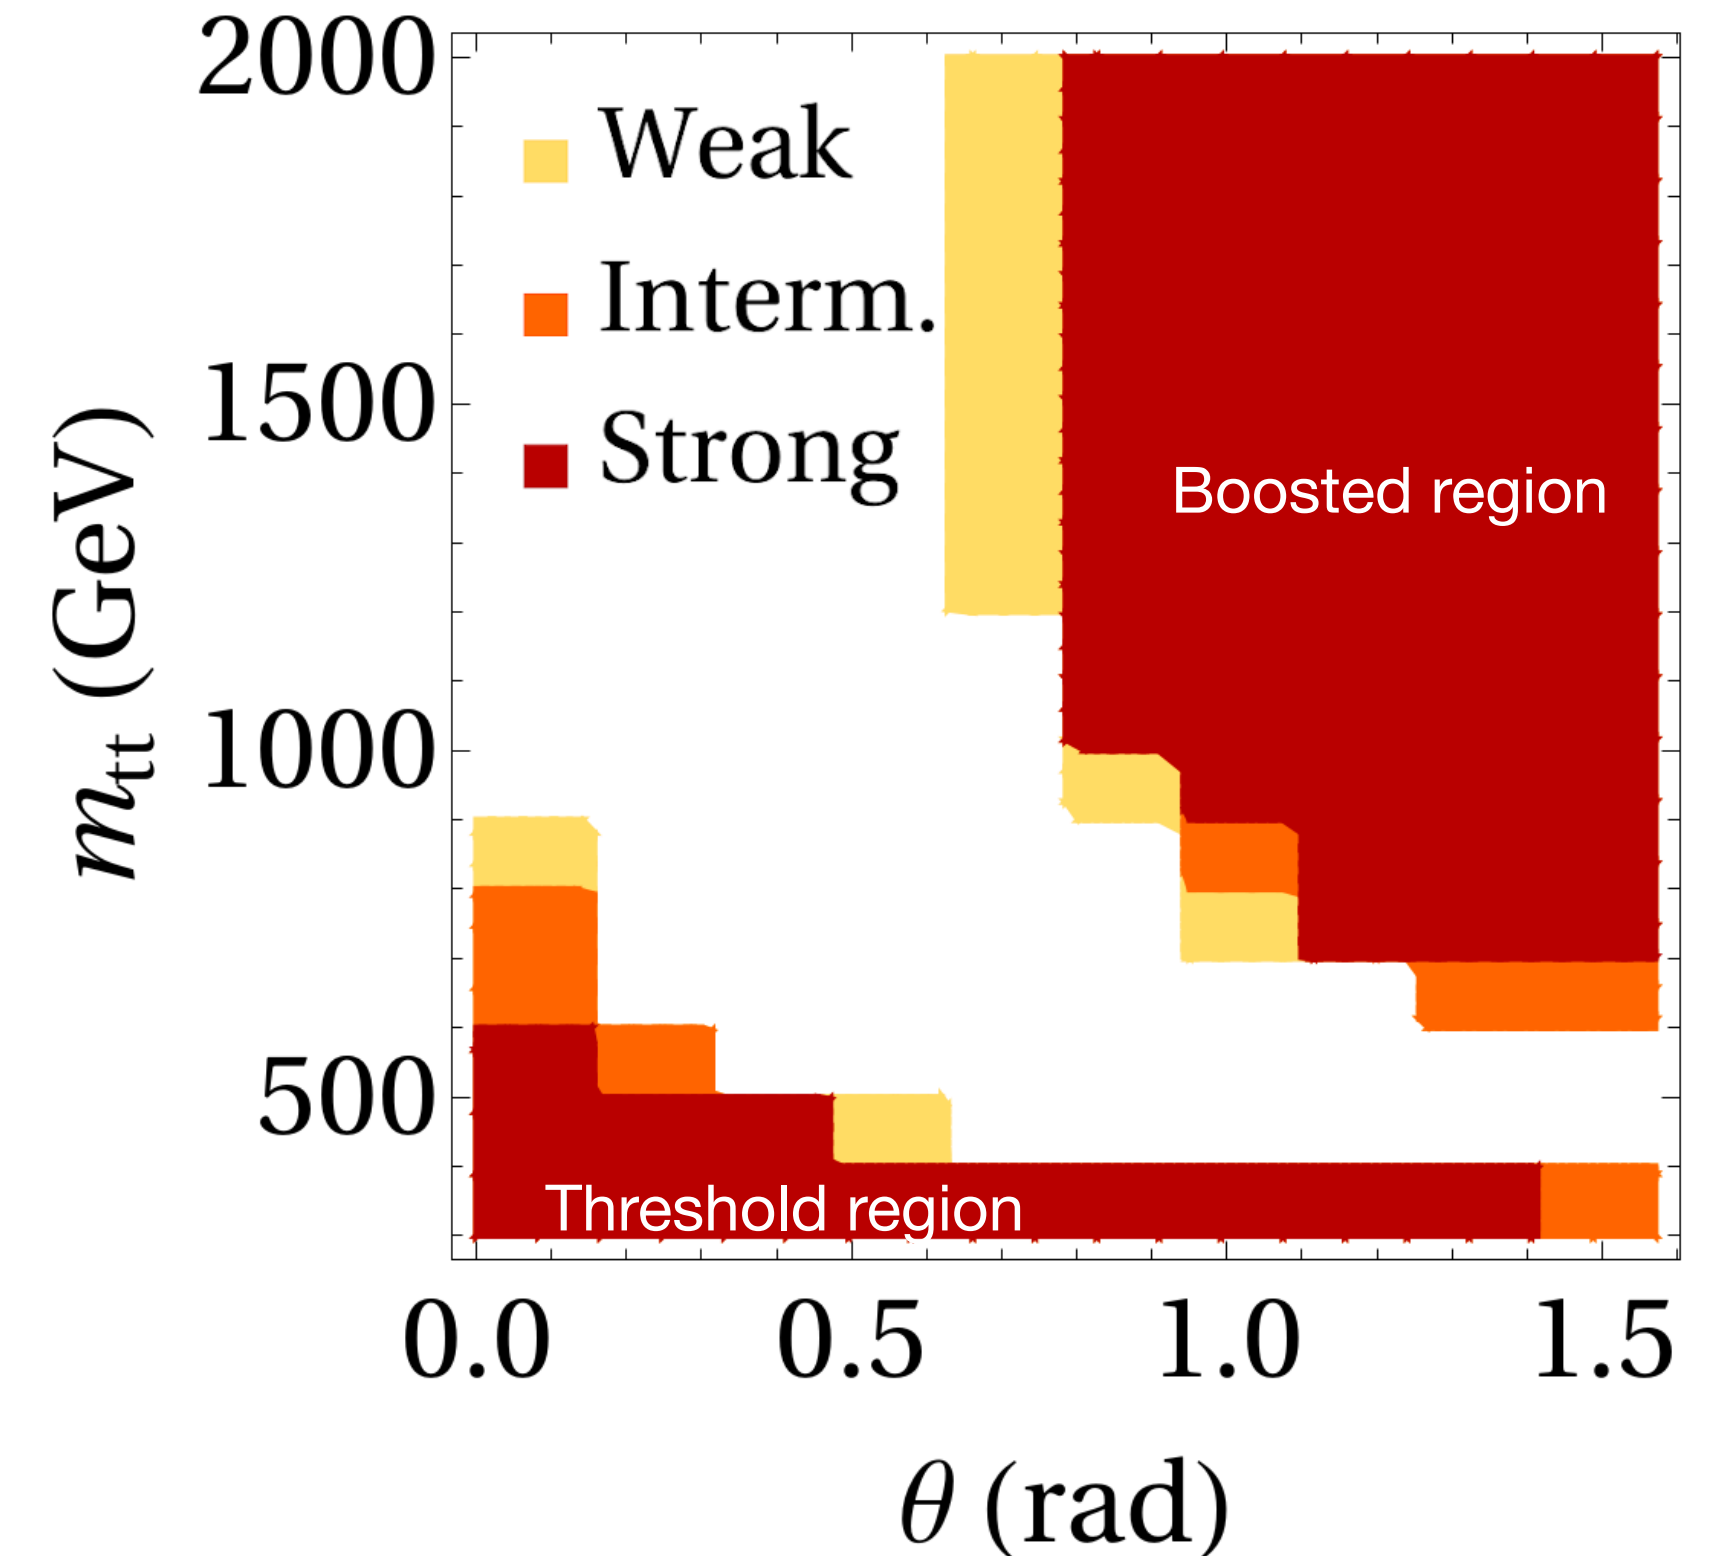 2000
Weak
Interm.
1500
Strong
Boosted region
mtt (GeV)
1000
500
Threshold region
0.0 0.5 1.0 1.5
θ (rad)